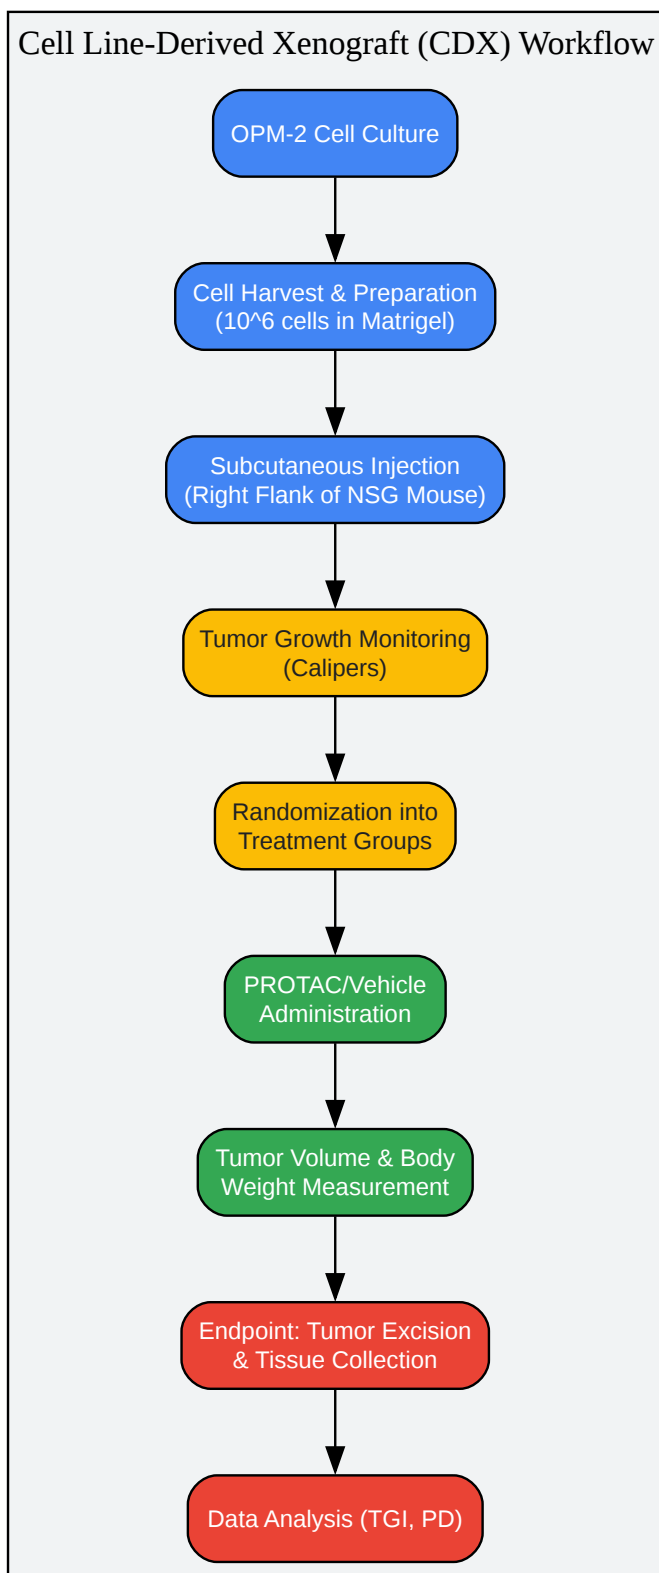 Cell Line-Derived Xenograft (CDX) Workflow
OPM-2 Cell Culture
Cell Harvest & Preparation
(10^6 cells in Matrigel)
Subcutaneous Injection
(Right Flank of NSG Mouse)
Tumor Growth Monitoring
(Calipers)
Randomization into
Treatment Groups
PROTAC/Vehicle
Administration
Tumor Volume & Body
Weight Measurement
Endpoint: Tumor Excision
& Tissue Collection
Data Analysis (TGI, PD)